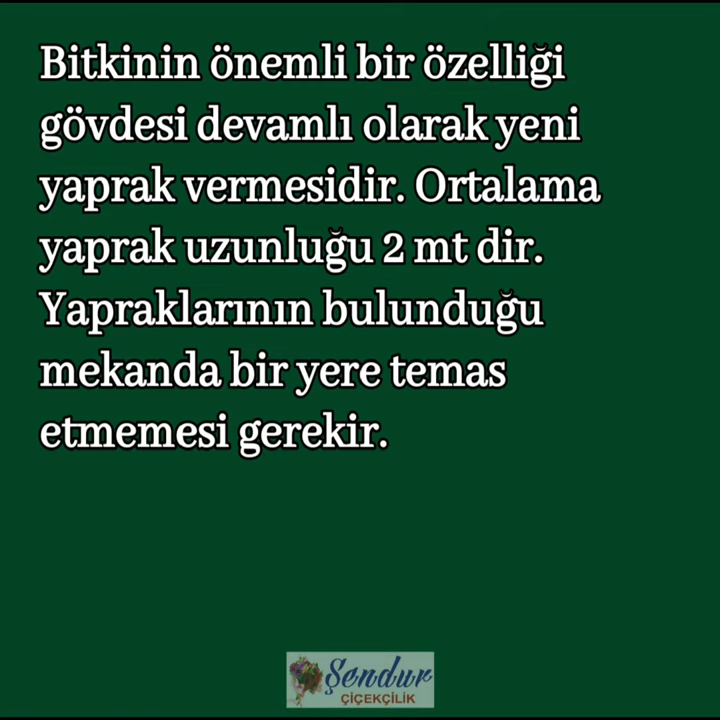 Bitkinin önemli bir özelliği
gövdesi devamlı olarak yeni
yaprak vermesidir. Ortalama
yaprak uzunluğu 2 mt dir.
Yapraklarının bulunduğu
mekanda bir yere temas
etmemesi gerekir.
Şendur
ÇİÇEKÇİLİK